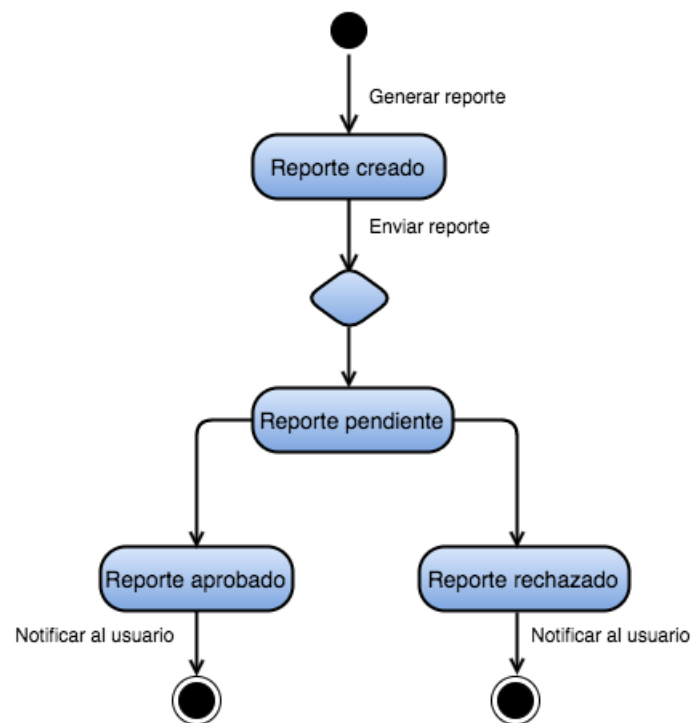 Generar reporte
Reporte creado
Enviar reporte
Reporte pendiente
Reporte aprobado
Reporte rechazado
Notificar al usuario
Notificar al usuario